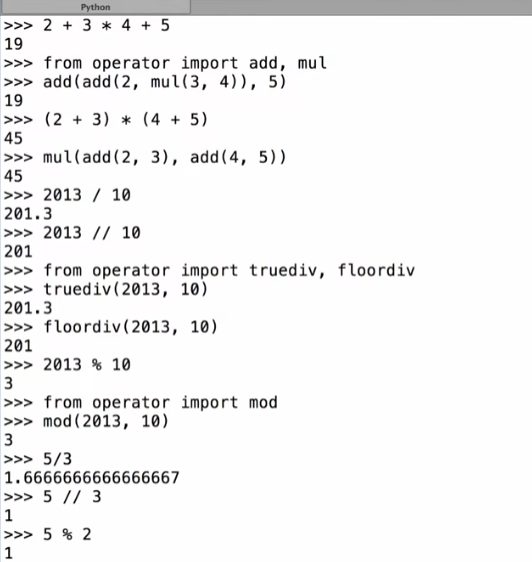 Python
>>> 2 + 3 * 4 + 5
19
>>> from operator import add, mul
>>> add(add(2, mul(3, 4)), 5)
19
>>> (2 + 3) * (4 + 5)
45
>>> mul(add(2, 3), add(4, 5))
45
>>> 2013 / 10
201.3
>>> 2013 // 10
201
>>> from operator import truediv, floordiv
>>> truediv(2013, 10)
201.3
>>> floordiv(2013, 10)
201
>>> 2013 % 10
3
>>> from operator import mod
>>> mod(2013, 10)
3
>>> 5/3
1.6666666666666667
>>> 5 // 3
1
>>> 5 % 2
1